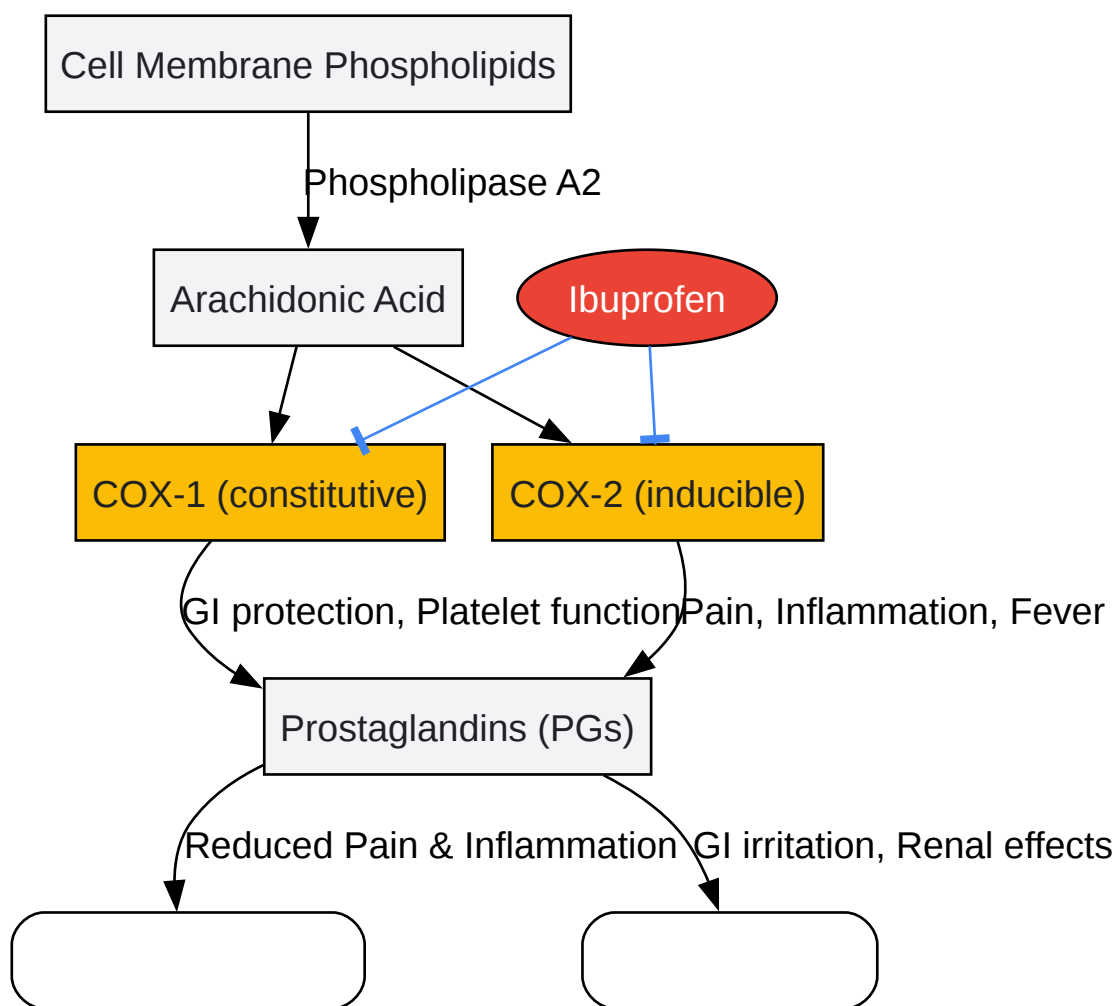 Cell Membrane Phospholipids
Phospholipase A2
Arachidonic Acid
Ibuprofen
COX-1 (constitutive)
COX-2 (inducible)
GI protection, Platelet function
Pain, Inflammation, Fever
Prostaglandins (PGs)
Reduced Pain & Inflammation
GI irritation, Renal effects